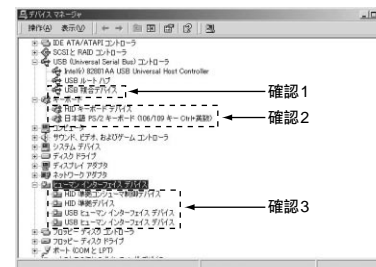 デバイス マネージャ
操作(A) 表示(V)
IDE ATA/ATAPI コントローラ
SCSI と RAID コントローラ
USB (Universal Serial Bus) コントローラ
Intel(r) 82801AA USB Universal Host Controller
USB ルート ハブ
USB 複合デバイス
確認1
キーボード
HID キーボード デバイス
日本語 PS/2 キーボード (106/109 キー Ctrl+英数)
確認2
コンピュータ
サウンド、ビデオ、およびゲーム コントローラ
システム デバイス
ディスク ドライブ
ディスプレイ アダプタ
ネットワーク アダプタ
ヒューマン インターフェイス デバイス
HID 準拠コンシューマ制御デバイス
HID 準拠デバイス
USB ヒューマン インターフェイス デバイス
USB ヒューマン インターフェイス デバイス
確認3
フロッピー ディスク コントローラ
フロッピー ディスク ドライブ
ポート (COM と LPT)